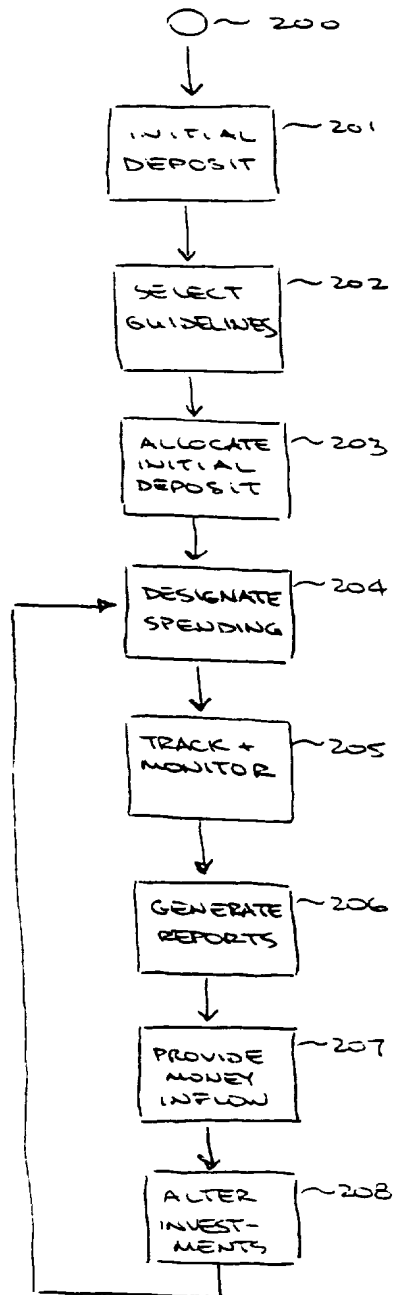 ~ 200
INITIAL ~ 201
DEPOSIT
SELECT ~ 202
GUIDELINES
ALLOCATE ~ 203
INITIAL
DEPOSIT
DESIGNATE ~ 204
SPENDING
TRACK + ~ 205
MONITOR
GENERATE ~ 206
REPORTS
PROVIDE ~ 207
MONEY
INFLOW
ALTER ~ 208
INVEST-
MENTS